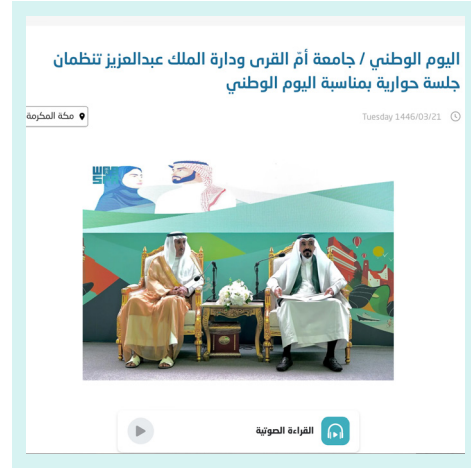 اليوم الوطني / جامعة أمّ القرى ودارة الملك عبدالعزيز تنظمان
جلسة حوارية بمناسبة اليوم الوطني
Tuesday 1446/03/21
مكة المكرمة
القراءة الصوتية